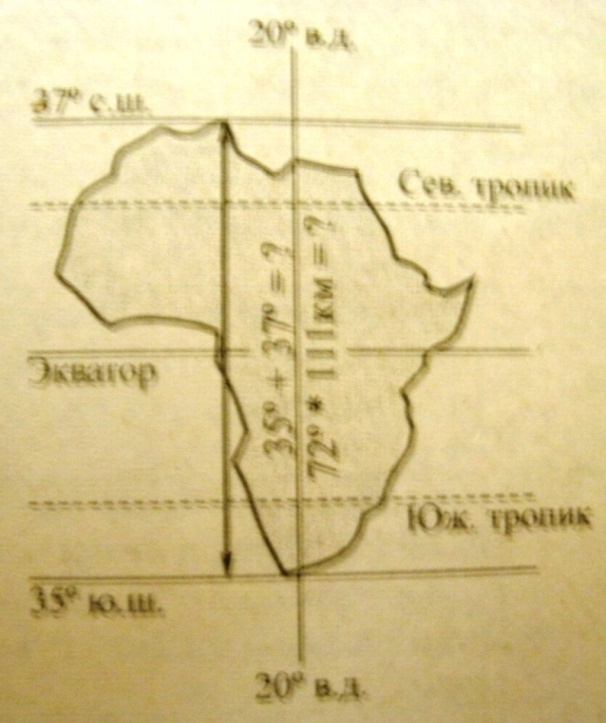 20° в.д.
37° с.ш.
Сев. тропик
35° + 37° = ?
72° * 111км = ?
Экватор
Юж. тропик
35° ю.ш.
20° в.д.